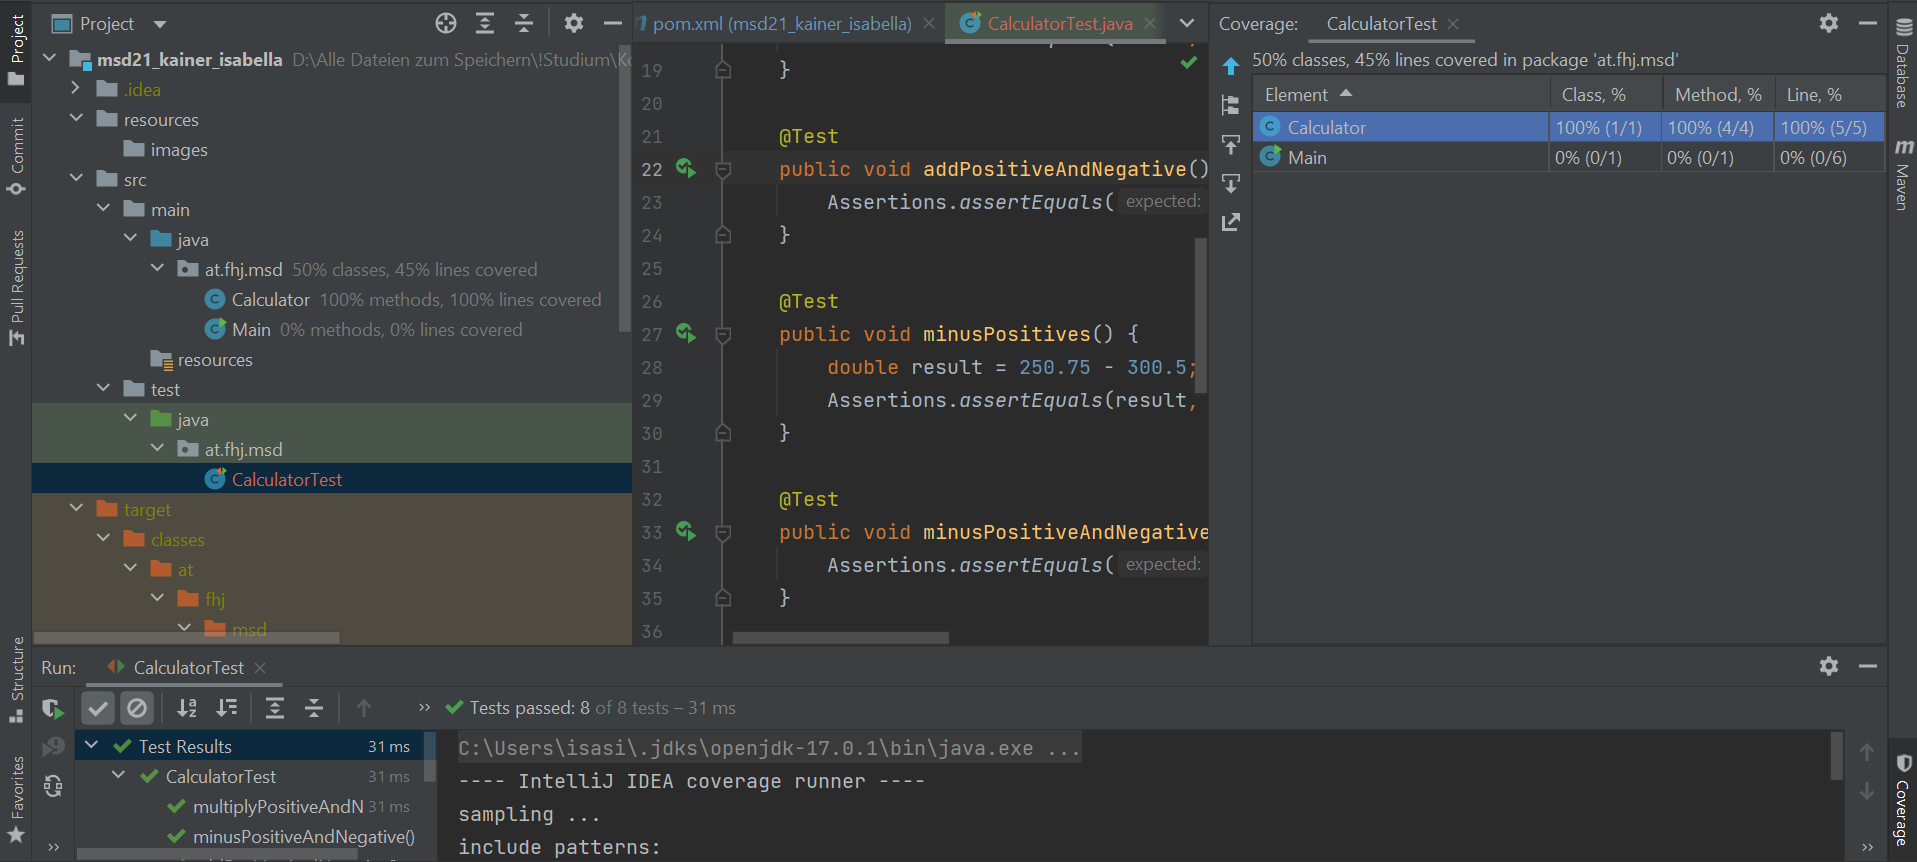 Project
Commit
Pull Requests
Structure
Favorites
Project
msd21_kainer_isabella D:\Alle Dateien zum Speichern\!Studium\
.idea
resources
images
src
main
java
at.fhj.msd 50% classes, 45% lines covered
Calculator 100% methods, 100% lines covered
Main 0% methods, 0% lines covered
resources
test
java
at.fhj.msd
CalculatorTest
target
classes
at
fhj
msd
pom.xml (msd21_kainer_isabella)
CalculatorTest.java
19 }
20
21 @Test
22 public void addPositiveAndNegative()
23 Assertions.assertEquals( expected:
24 }
25
26 @Test
27 public void minusPositives() {
28 double result = 250.75 - 300.5;
29 Assertions.assertEquals(result,
30 }
31
32 @Test
33 public void minusPositiveAndNegative
34 Assertions.assertEquals( expected:
35 }
36
Coverage: CalculatorTest
50% classes, 45% lines covered in package 'at.fhj.msd'
Element Class, % Method, % Line, %
Calculator 100% (1/1) 100% (4/4) 100% (5/5)
Main 0% (0/1) 0% (0/1) 0% (0/6)
Database
Maven
Coverage
Run: CalculatorTest
Tests passed: 8 of 8 tests – 31 ms
Test Results 31 ms
CalculatorTest 31 ms
multiplyPositiveAndN 31 ms
minusPositiveAndNegative()
C:\Users\isasi\.jdks\openjdk-17.0.1\bin\java.exe ...
---- IntelliJ IDEA coverage runner ----
sampling ...
include patterns: